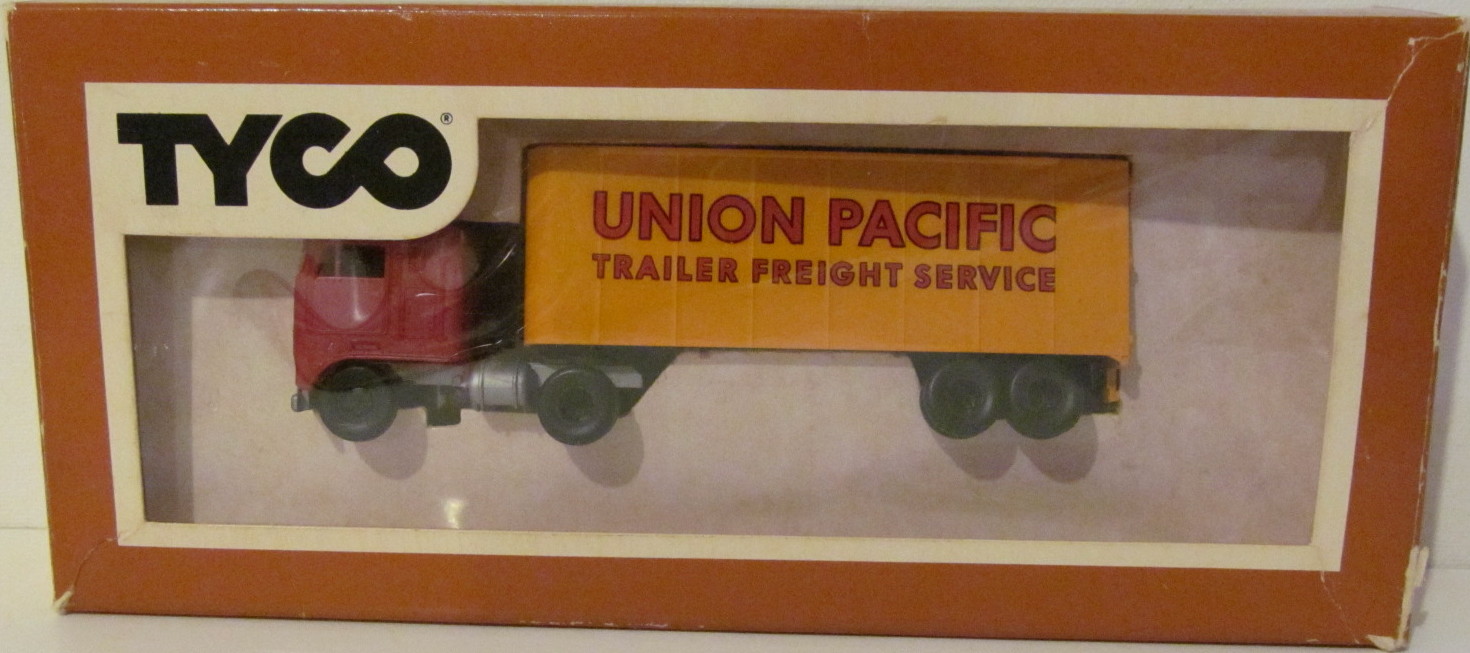 TYCO®
UNION PACIFIC
TRAILER FREIGHT SERVICE